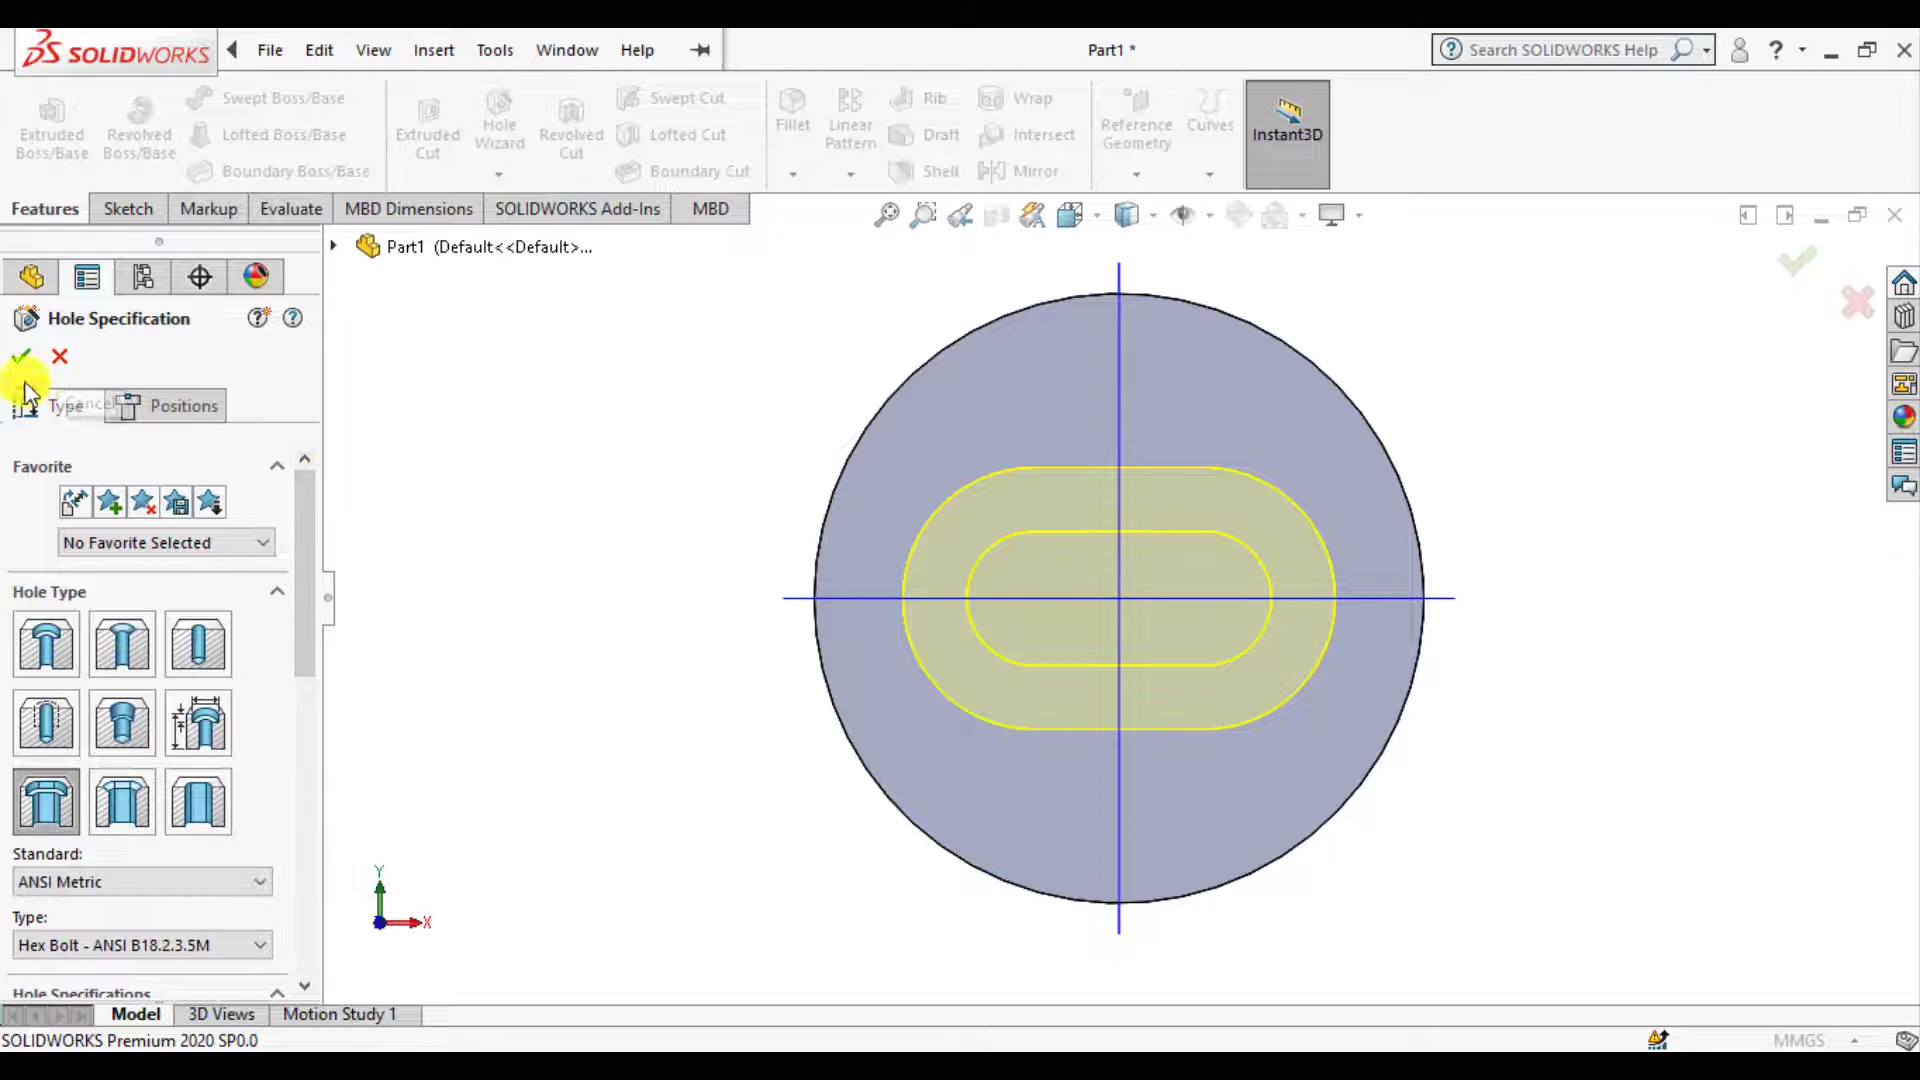 SOLIDWORKS File Edit View Insert Tools Window Help Part1 * Search SOLIDWORKS Help ?
Extruded Boss/Base
Revolved Boss/Base
Swept Boss/Base
Lofted Boss/Base
Boundary Boss/Base
Extruded Cut
Hole Wizard
Revolved Cut
Swept Cut
Lofted Cut
Boundary Cut
Fillet
Linear Pattern
Rib
Draft
Shell
Wrap
Intersect
Mirror
Reference Geometry
Curves
Instant3D
Features Sketch Markup Evaluate MBD Dimensions SOLIDWORKS Add-Ins MBD
Part1 (Default<<Default>...
Hole Specification
Type Cancel Positions
Favorite
No Favorite Selected
Hole Type
Standard:
ANSI Metric
Type:
Hex Bolt - ANSI B18.2.3.5M
Hole Specifications
Y
X
Model 3D Views Motion Study 1
SOLIDWORKS Premium 2020 SP0.0 MMGS